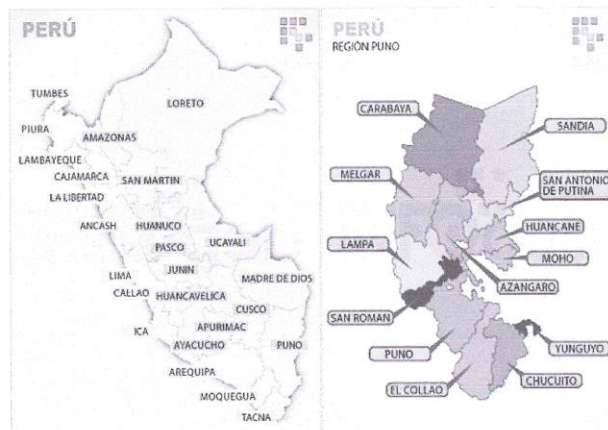 PERÚ
TUMBES
LORETO
PIURA
AMAZONAS
LAMBAYEQUE
CAJAMARCA
SAN MARTIN
LA LIBERTAD
ANCASH
HUANUCO
UCAYALI
PASCO
JUNIN
LIMA
MADRE DE DIOS
CALLAO
HUANCAVELICA
CUSCO
ICA
APURIMAC
AYACUCHO
PUNO
AREQUIPA
MOQUEGUA
TACNA
PERÚ
REGIÓN PUNO
CARABAYA
SANDIA
MELGAR
SAN ANTONIO
DE PUTINA
HUANCANE
LAMPA
MOHO
AZANGARO
SAN ROMAN
PUNO
YUNGUYO
EL COLLAO
CHUCUITO